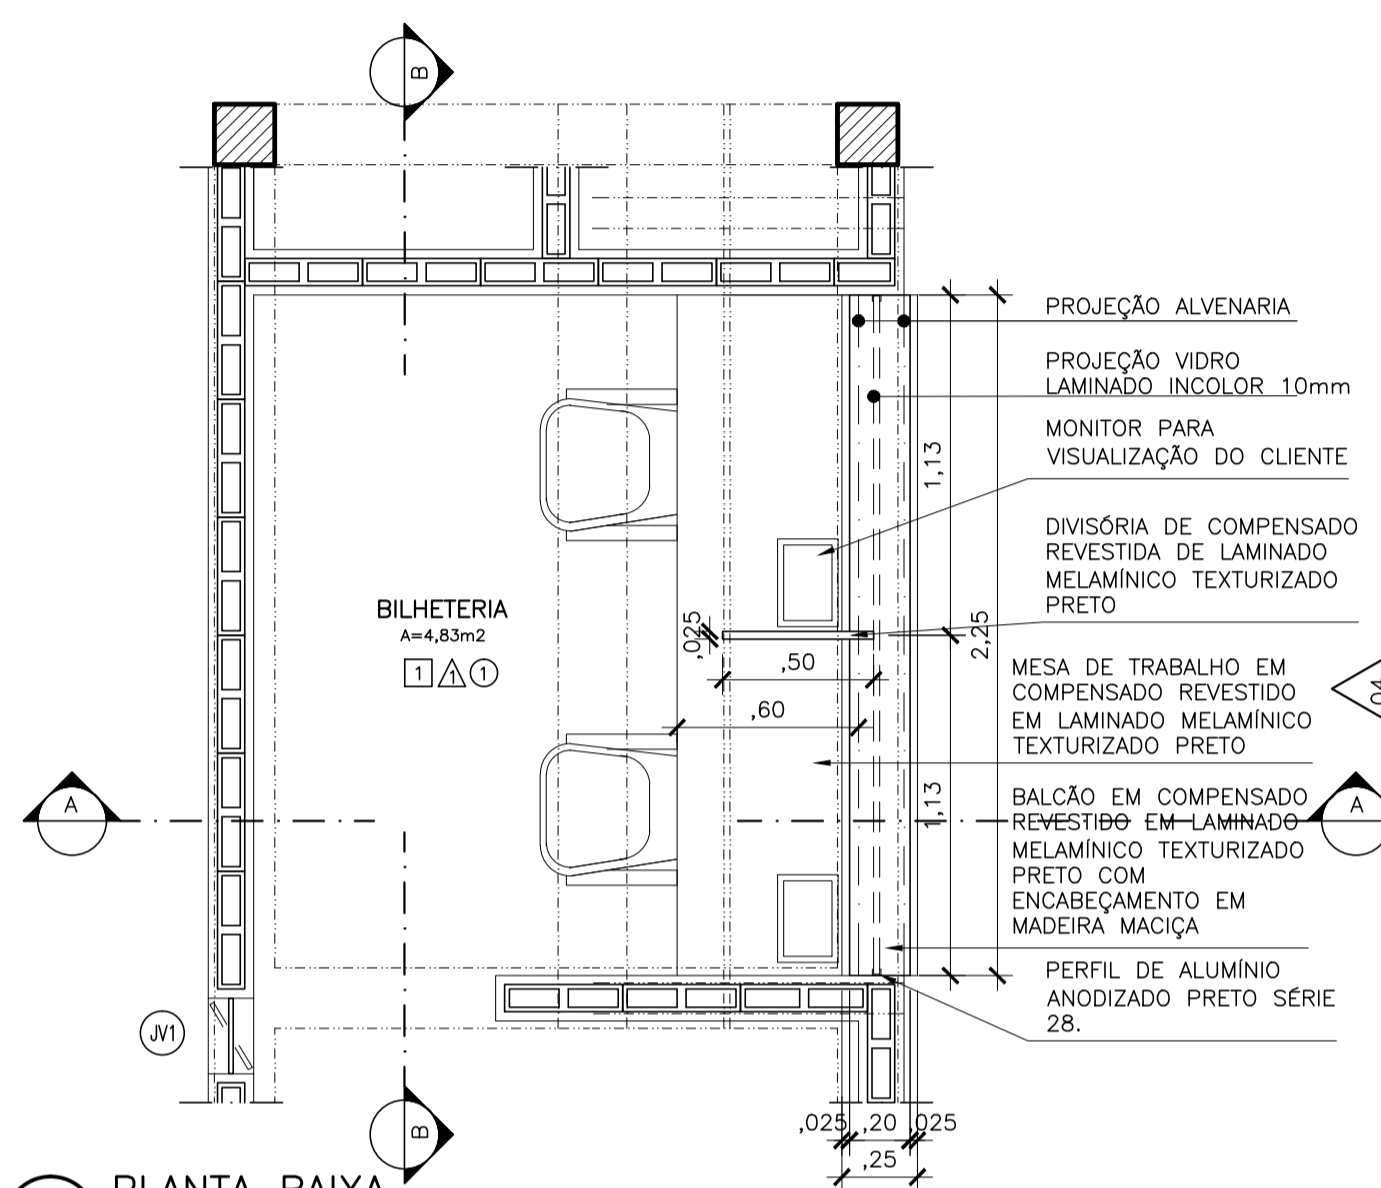 B
PROJEÇÃO ALVENARIA
PROJEÇÃO VIDRO
LAMINADO INCOLOR 10mm
MONITOR PARA
VISUALIZAÇÃO DO CLIENTE
1,13
DIVISÓRIA DE COMPENSADO
REVESTIDA DE LAMINADO
MELAMÍNICO TEXTURIZADO
PRETO
BILHETERIA
A=4,83m2
1 1 1
,025
,50
,60
2,25
MESA DE TRABALHO EM
COMPENSADO REVESTIDO
EM LAMINADO MELAMÍNICO
TEXTURIZADO PRETO
04
A
1,13
BALCÃO EM COMPENSADO
REVESTIDO EM LAMINADO
MELAMÍNICO TEXTURIZADO
PRETO COM
ENCABEÇAMENTO EM
MADEIRA MACIÇA
A
PERFIL DE ALUMÍNIO
ANODIZADO PRETO SÉRIE
28.
JV1
B
,025 ,20 ,025
,25
PLANTA BAIXA